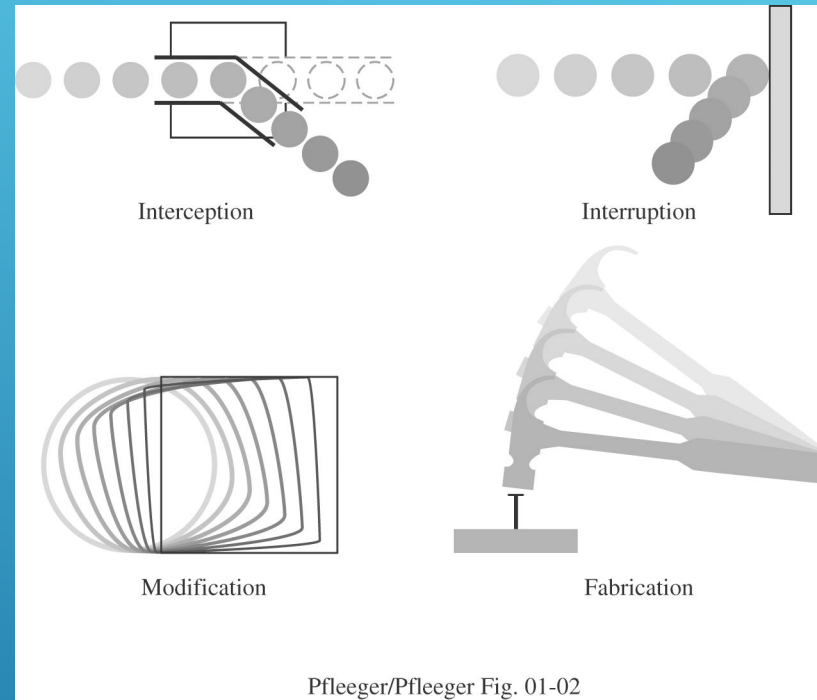 Interception
Interruption
Modification
Fabrication
Pfleeger/Pfleeger Fig. 01-02